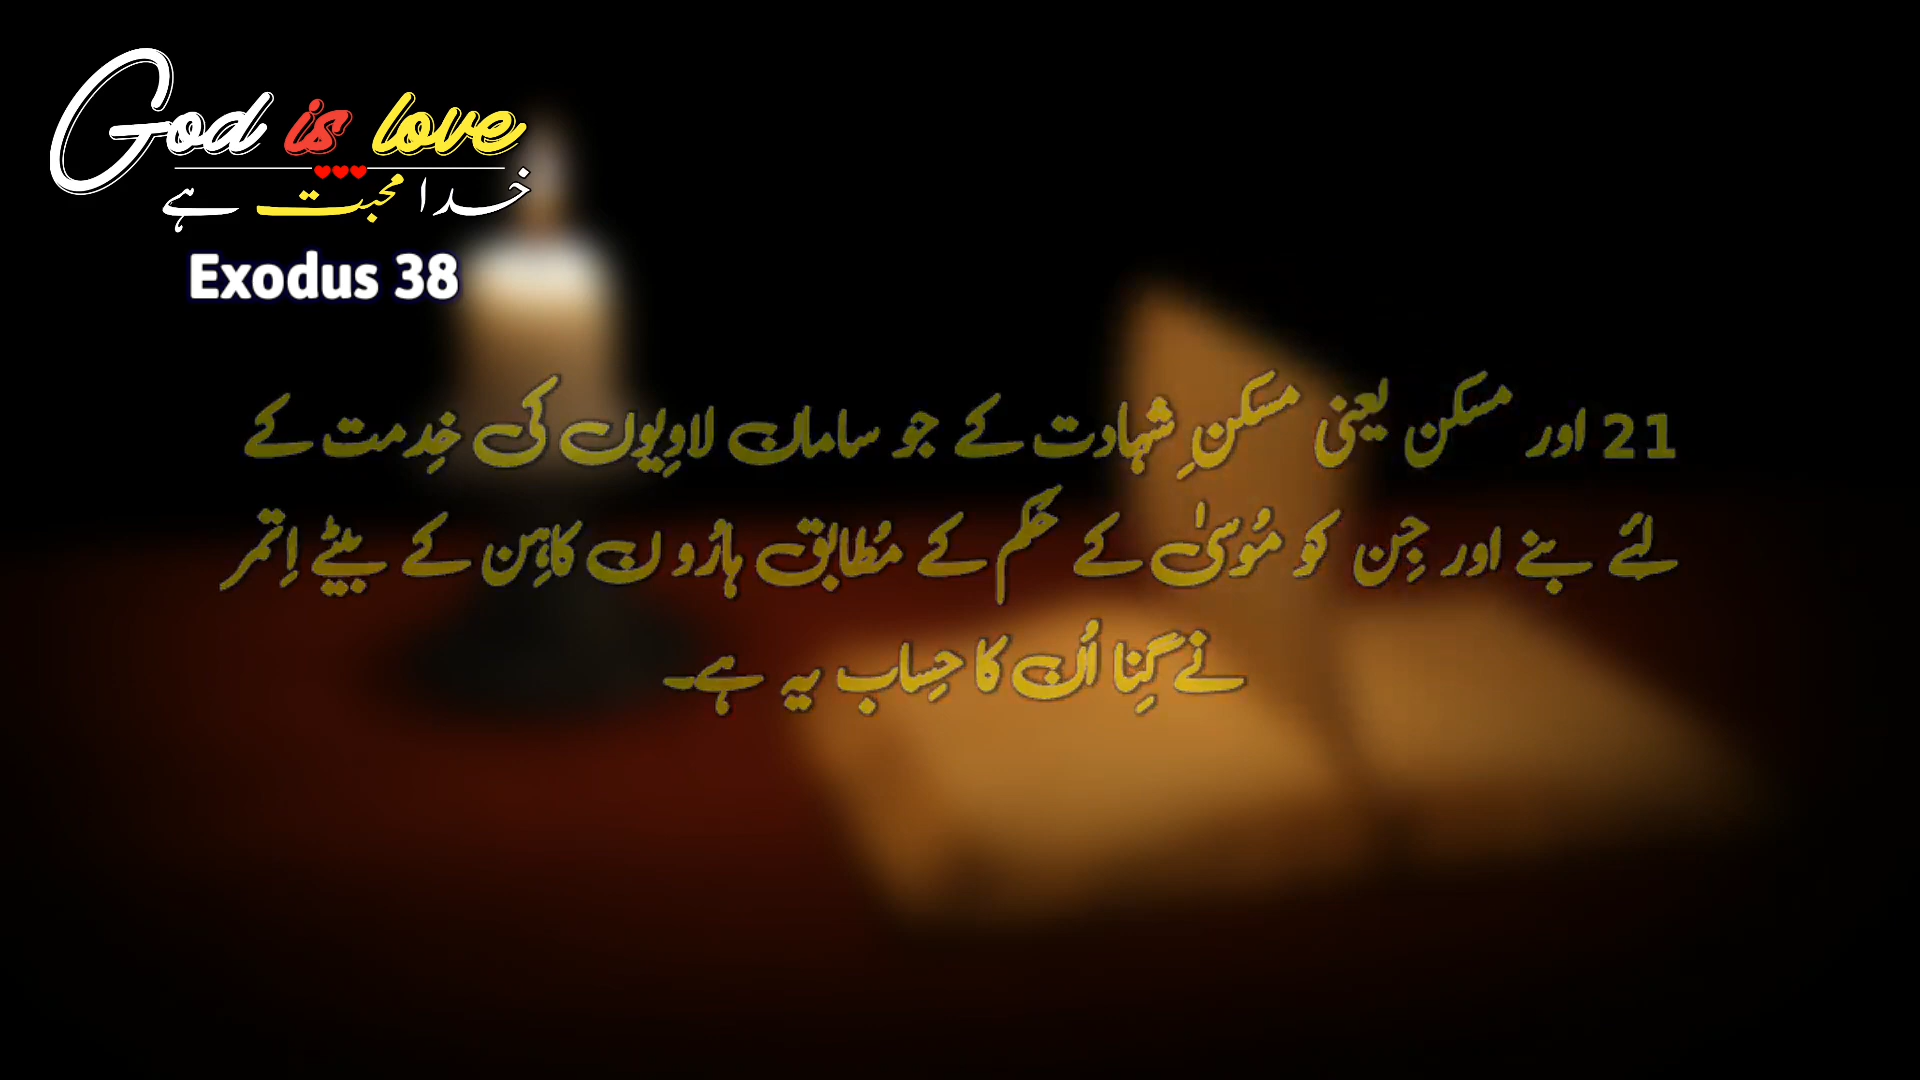 God is love
خدا محبت ہے
Exodus 38
21 اور مسکن یعنی مسکنِ شہادت کے جو سامان لاوِیوں کی خِدمت کے
لئے بنے اور جِن کو مُوسیٰ کے حُکم کے مُطابق ہارُون کاہِن کے بیٹے اِتمر
نے گِنا اُن کا حِساب یہ ہے۔